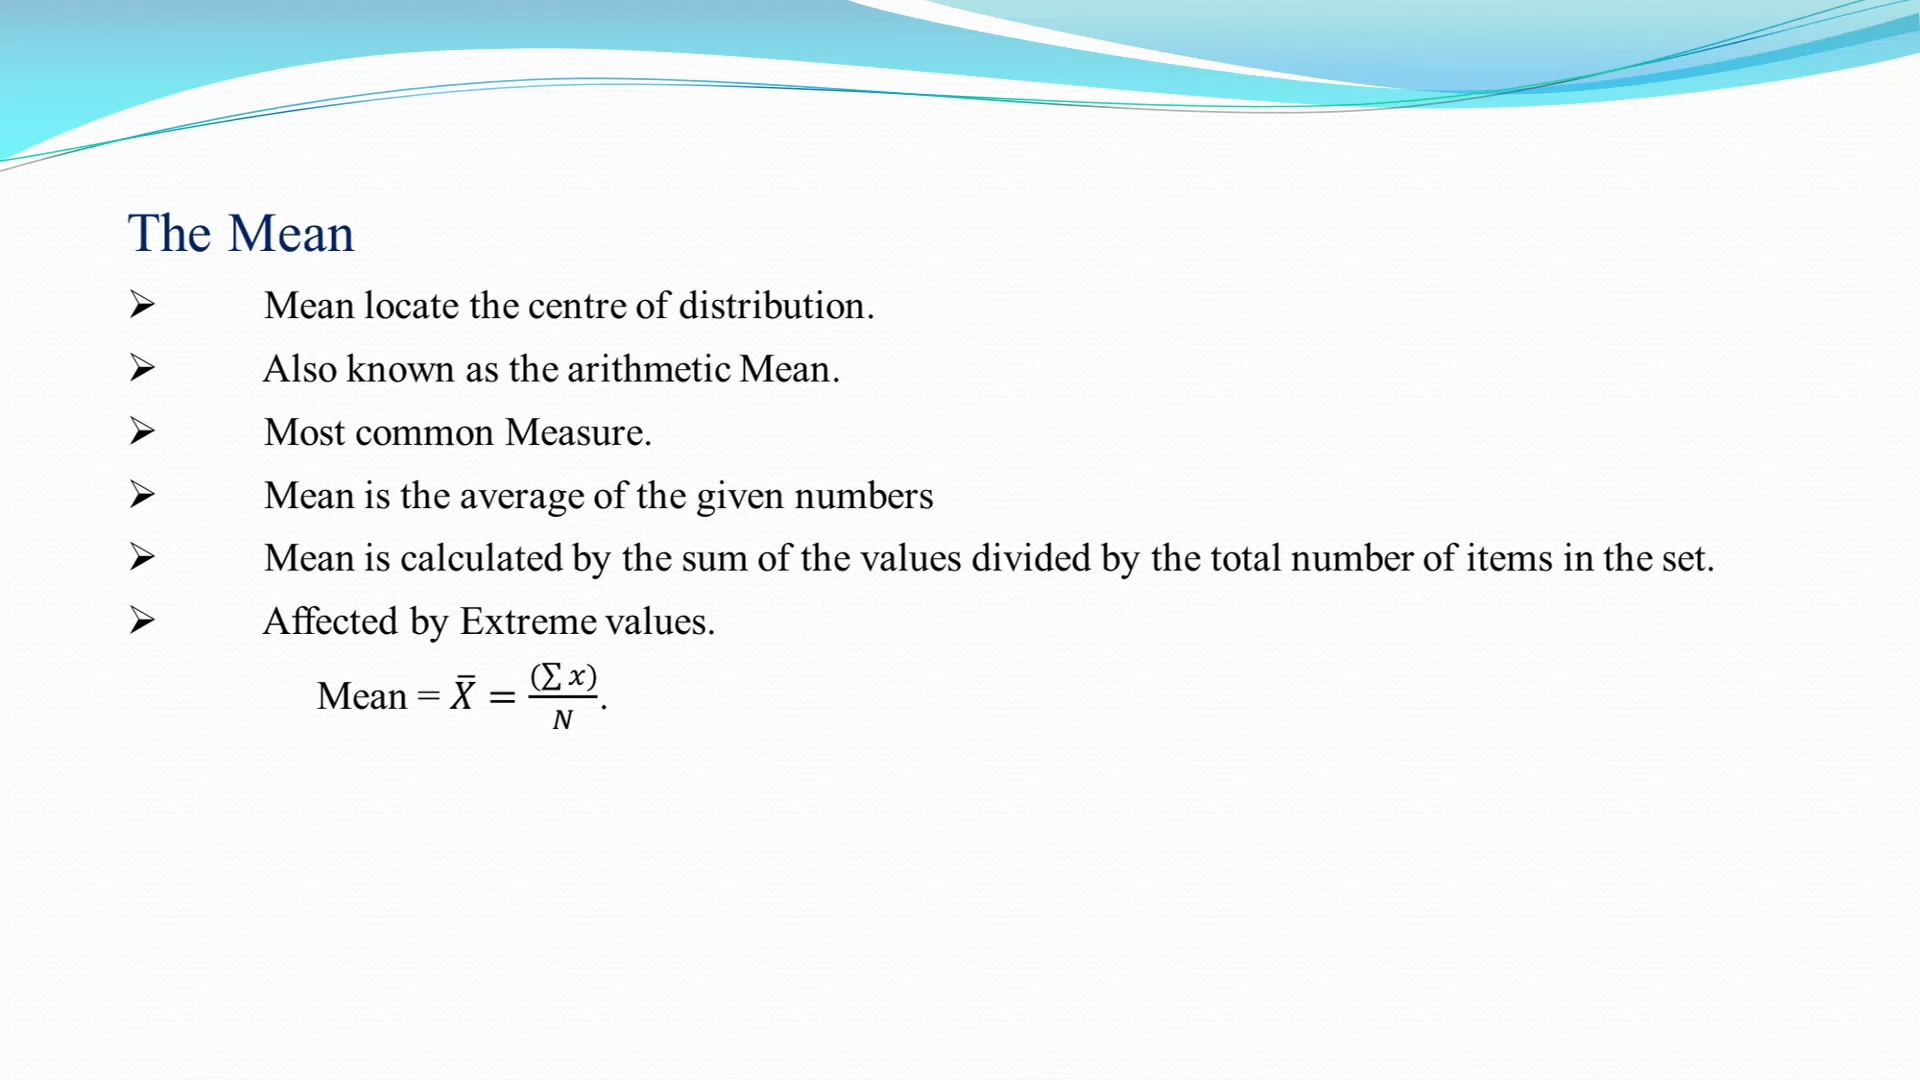 The Mean
➢ Mean locate the centre of distribution.
➢ Also known as the arithmetic Mean.
➢ Most common Measure.
➢ Mean is the average of the given numbers
➢ Mean is calculated by the sum of the values divided by the total number of items in the set.
➢ Affected by Extreme values.
Mean = X̄ = (∑ x)/N.